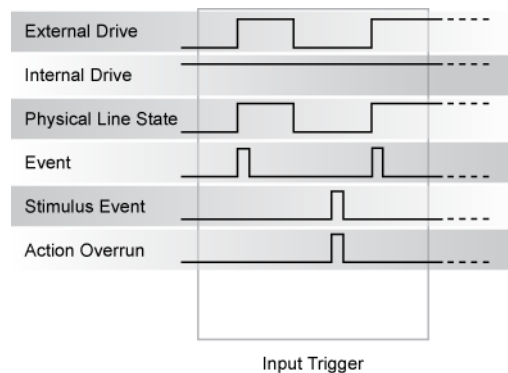 External Drive
Internal Drive
Physical Line State
Event
Stimulus Event
Action Overrun
Input Trigger